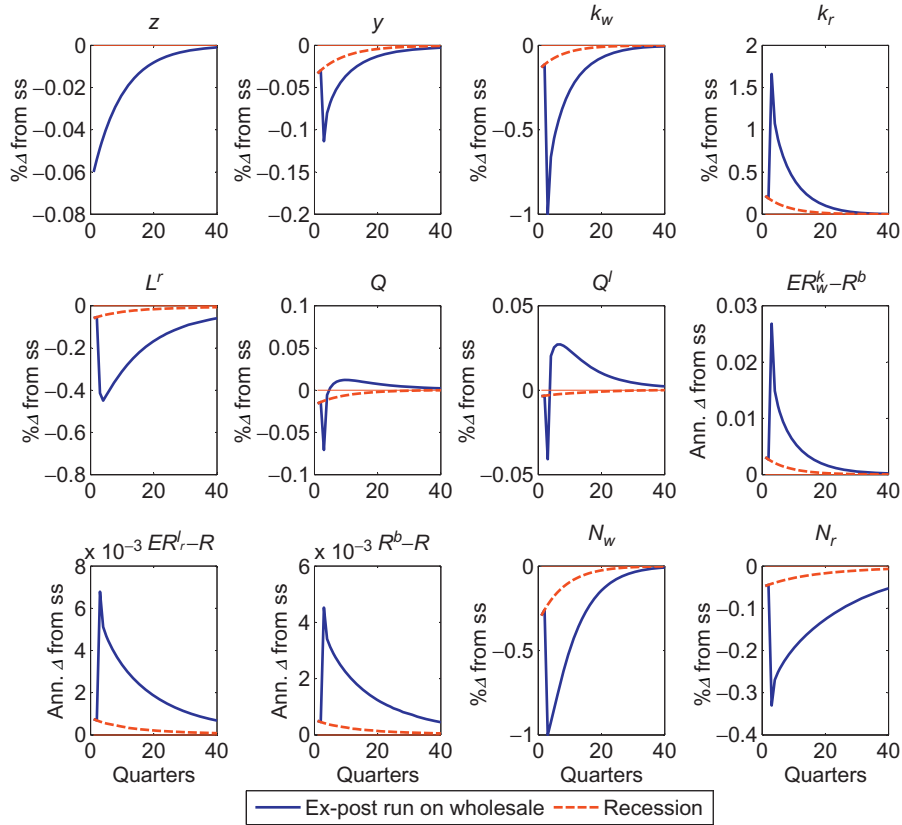 z
y
k_w
k_r
%Δ from ss
0
−0.02
−0.04
−0.06
−0.08
0 20 40
%Δ from ss
0
−0.05
−0.1
−0.15
−0.2
0 20 40
%Δ from ss
0
−0.5
−1
0 20 40
%Δ from ss
2
1.5
1
0.5
0
0 20 40
L^r
Q
Q^l
ER^k_w−R^b
%Δ from ss
0
−0.2
−0.4
−0.6
−0.8
0 20 40
%Δ from ss
0.1
0.05
0
−0.05
−0.1
0 20 40
%Δ from ss
0.05
0
−0.05
0 20 40
Ann. Δ from ss
0.03
0.02
0.01
0
0 20 40
x 10^−3 ER^l_r−R
x 10^−3 R^b−R
N_w
N_r
Ann. Δ from ss
8
6
4
2
0
0 20 40
Quarters
Ann. Δ from ss
6
4
2
0
0 20 40
Quarters
%Δ from ss
0
−0.5
−1
0 20 40
Quarters
%Δ from ss
0
−0.1
−0.2
−0.3
−0.4
0 20 40
Quarters
Ex-post run on wholesale Recession